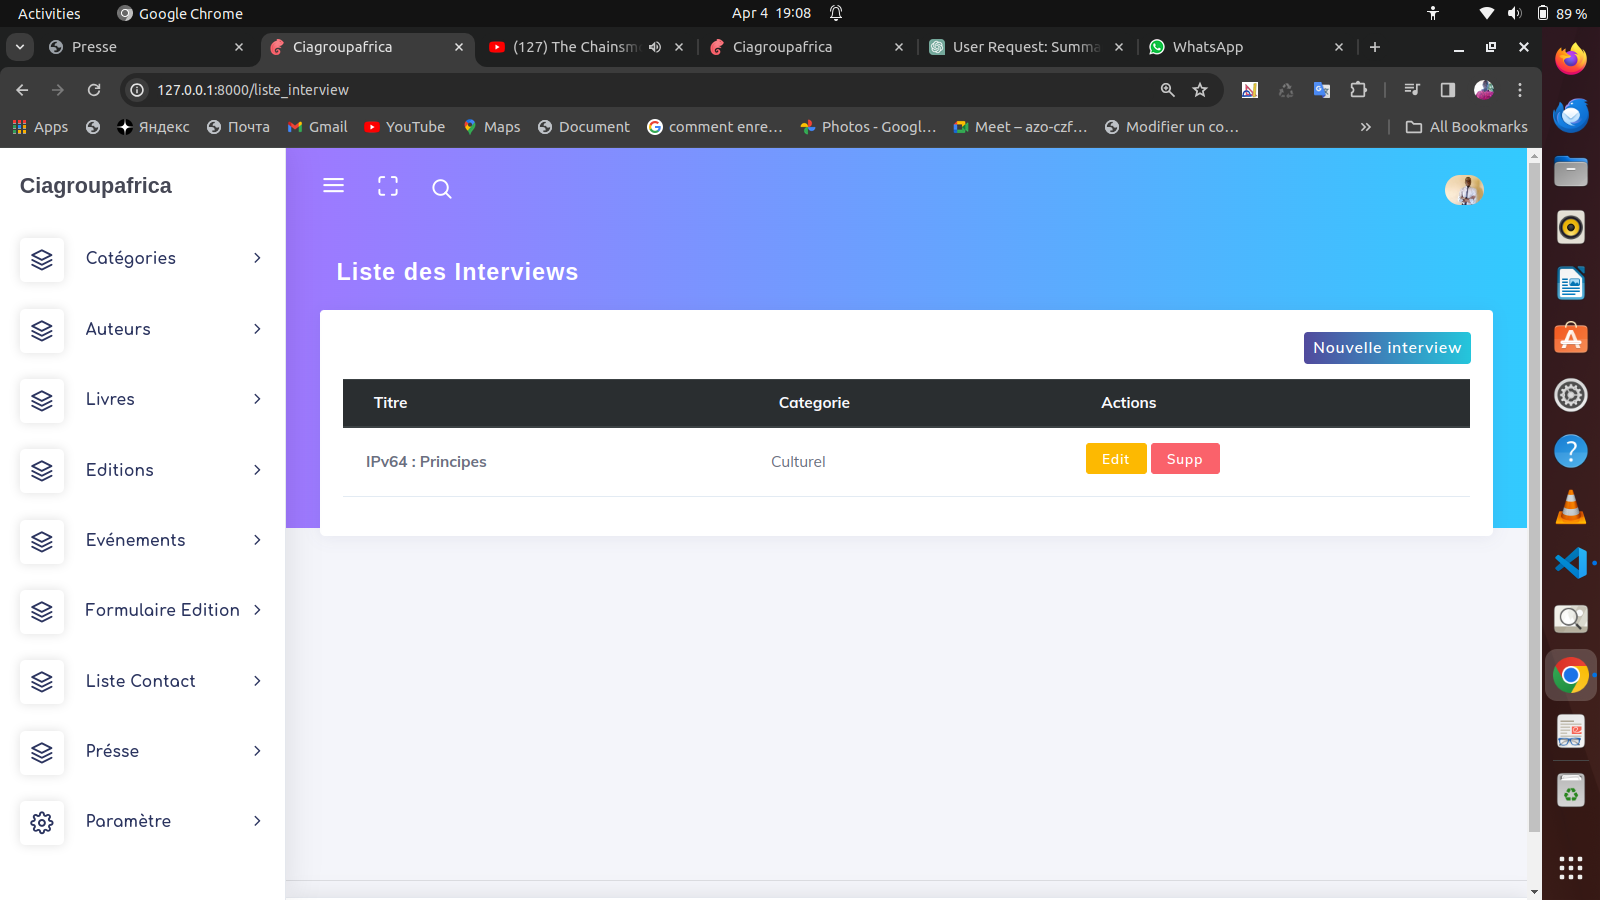 Activities Google Chrome Apr 4 19:08 89 %
Presse Ciagroupafrica (127) The Chainsm Ciagroupafrica User Request: Summa WhatsApp
127.0.0.1:8000/liste_interview
Apps Яндекс Почта Gmail YouTube Maps Document comment enre… Photos - Googl… Meet – azo-czf… Modifier un co… » All Bookmarks
Ciagroupafrica
Catégories
Auteurs
Livres
Editions
Evénements
Formulaire Edition
Liste Contact
Présse
Paramètre
Liste des Interviews
Nouvelle interview
Titre Categorie Actions
IPv64 : Principes Culturel Edit Supp